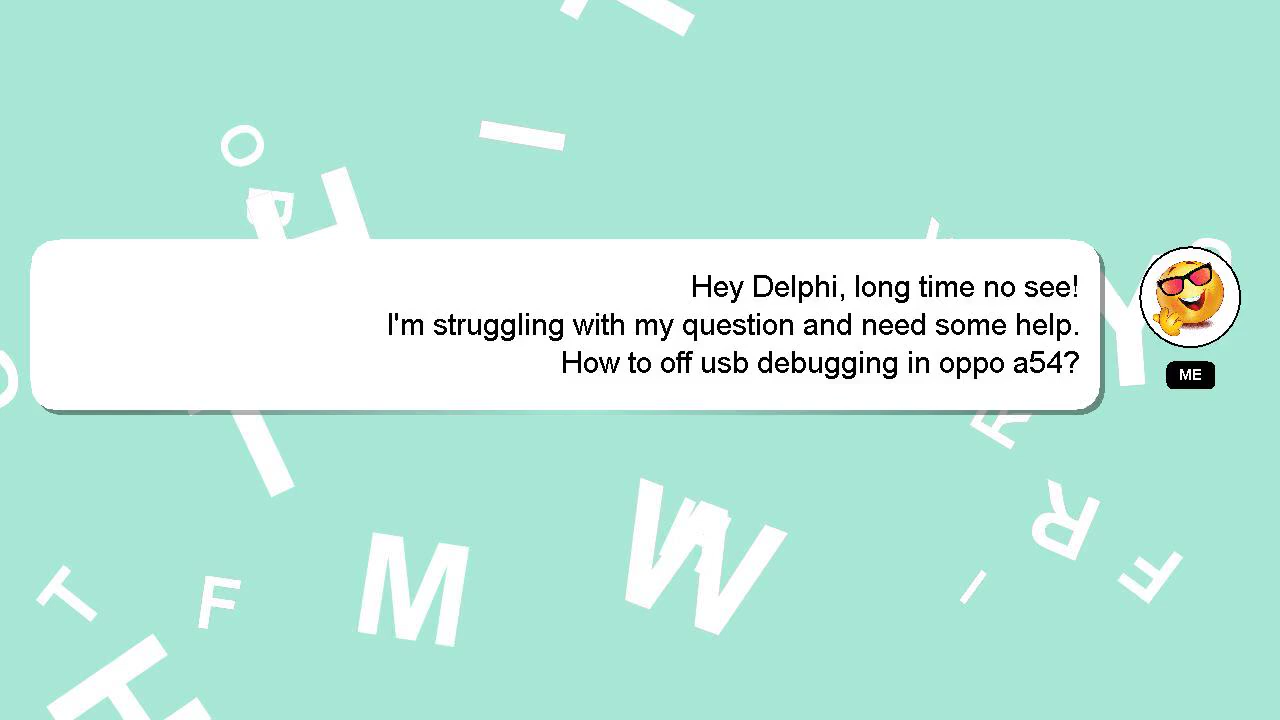 Hey Delphi, long time no see!
I'm struggling with my question and need some help.
How to off usb debugging in oppo a54?
ME
O
I
T
F
M
W
R
F
I
H
Y
R